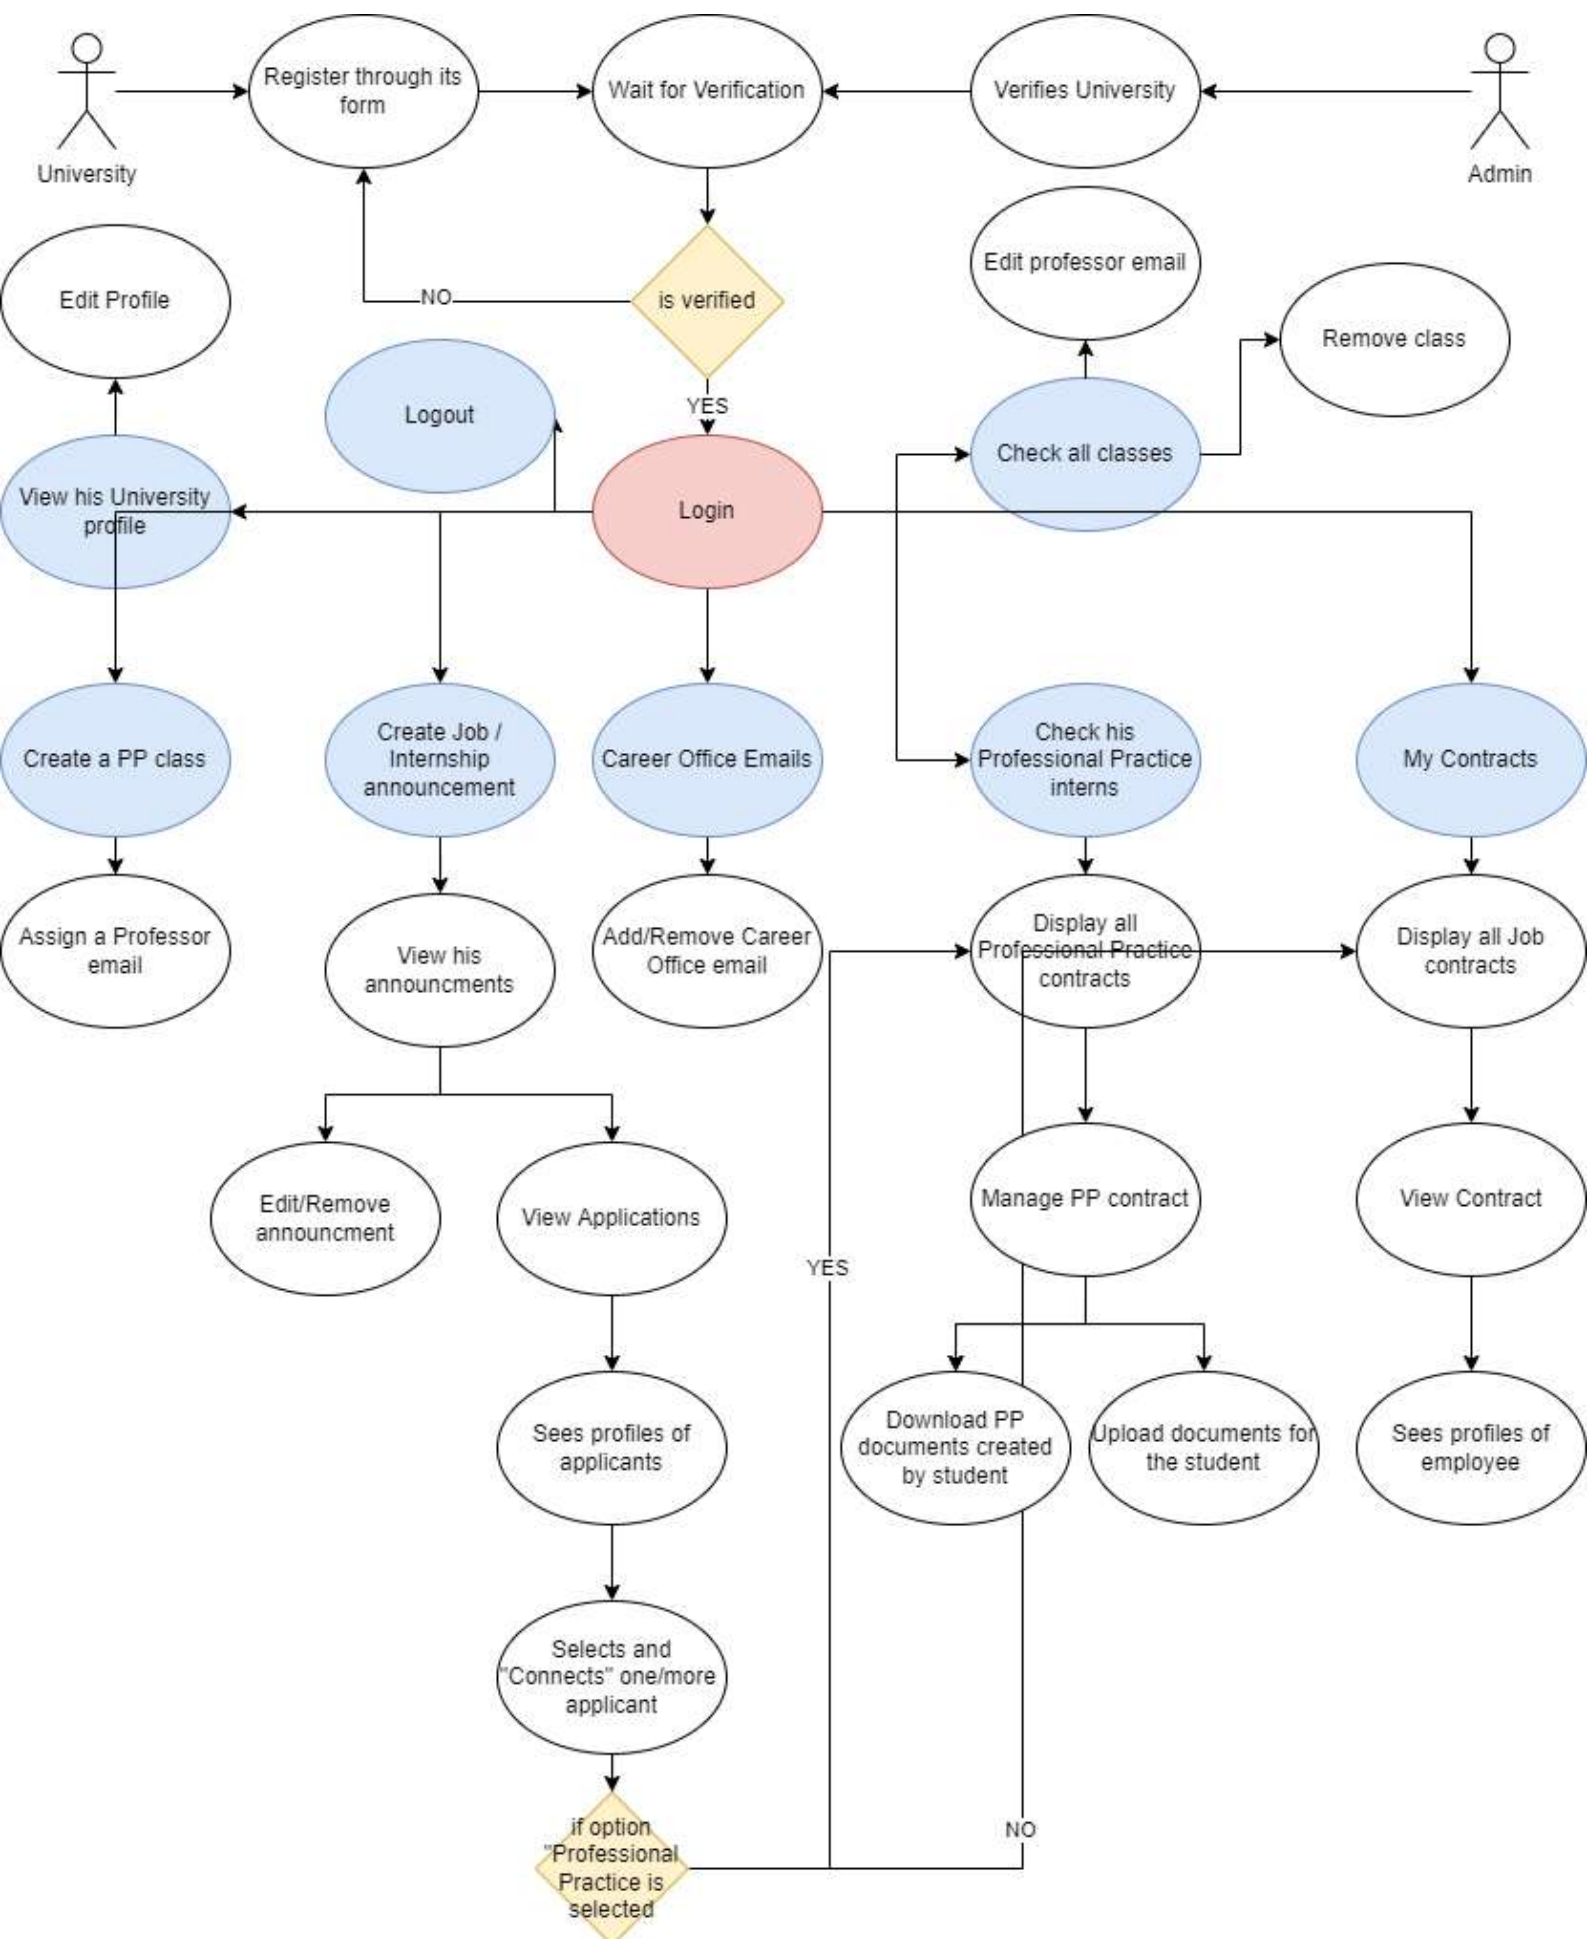 Register through its
form
Wait for Verification
Verifies University
University
Admin
Edit Profile
NO
is verified
Edit professor email
Remove class
Logout
YES
Check all classes
View his University
profile
Login
Create a PP class
Create Job /
Internship
announcement
Career Office Emails
Check his
Professional Practice
interns
My Contracts
Assign a Professor
email
View his
announcments
Add/Remove Career
Office email
Display all
Professional Practice
contracts
Display all Job
contracts
Edit/Remove
announcment
View Applications
YES
Manage PP contract
View Contract
Sees profiles of
applicants
Download PP
documents created
by student
Upload documents for
the student
Sees profiles of
employee
Selects and
"Connects" one/more
applicant
if option
"Professional
Practice is
selected
NO